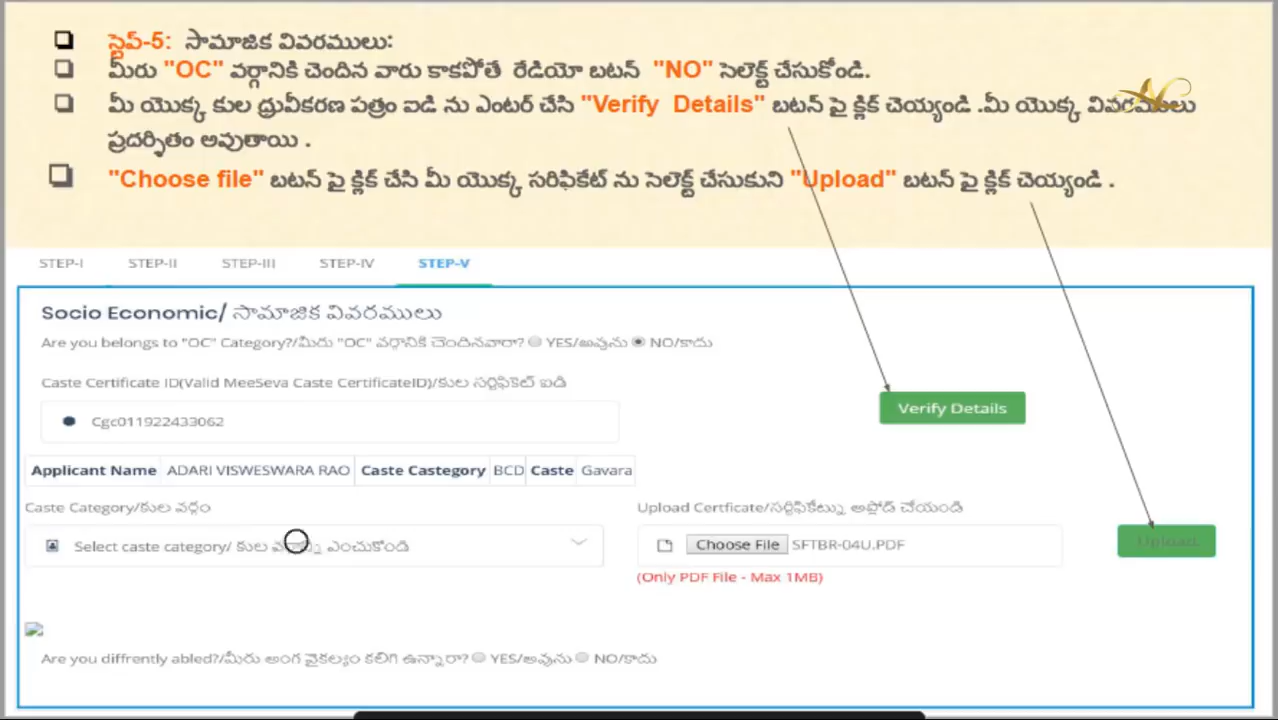 స్టెప్-5: సామాజిక వివరములు:
మీరు "OC" వర్గానికి చెందిన వారు కాకపోతే రేడియో బటన్ "NO" సెలెక్ట్ చేసుకోండి.
మీ యొక్క కుల ధ్రువీకరణ పత్రం ఐడి ను ఎంటర్ చేసి "Verify Details" బటన్ పై క్లిక్ చెయ్యండి .మీ యొక్క వివరములు
ప్రదర్శితం అవుతాయి .
"Choose file" బటన్ పై క్లిక్ చేసి మీ యొక్క సరిఫికేట్ ను సెలెక్ట్ చేసుకుని "Upload" బటన్ పై క్లిక్ చెయ్యండి .
STEP-I STEP-II STEP-III STEP-IV STEP-V
Socio Economic/ సామాజిక వివరములు
Are you belongs to "OC" Category?/మీరు "OC" వర్గానికి చెందినవారా? YES/అవును NO/కాదు
Caste Certificate ID(Valid MeeSeva Caste CertificateID)/కుల సర్టిఫికెట్ ఐడి
Cgc011922433062
Verify Details
Applicant Name ADARI VISWESWARA RAO Caste Castegory BCD Caste Gavara
Caste Category/కుల వర్గం Upload Certficate/సర్టిఫికేట్ను అప్లోడ్ చేయండి
Select caste category/ కుల ఎంచుకోండి Choose File SFTBR-04U.PDF Upload
(Only PDF File - Max 1MB)
Are you diffrently abled?/మీరు అంగ వైకల్యం కలిగి ఉన్నారా? YES/అవును NO/కాదు